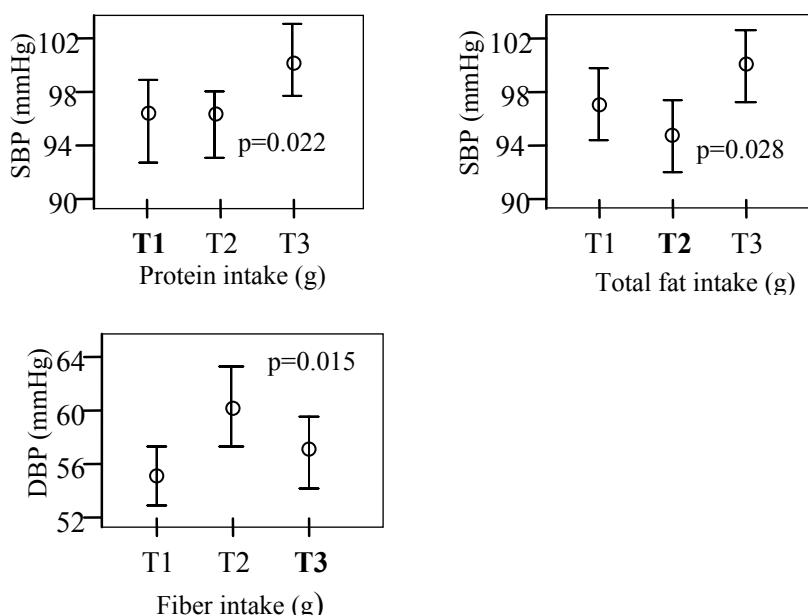 102
98
94
90
SBP (mmHg)
p=0.022
T1 T2 T3
Protein intake (g)
102
98
94
90
SBP (mmHg)
p=0.028
T1 T2 T3
Total fat intake (g)
64
60
56
52
DBP (mmHg)
p=0.015
T1 T2 T3
Fiber intake (g)